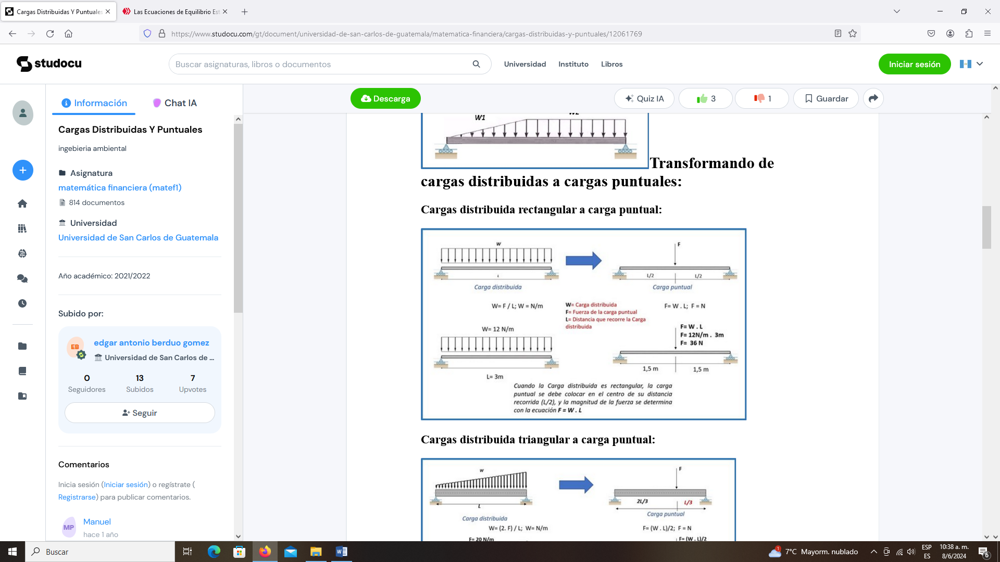 Cargas Distribuidas Y Puntuales
Las Ecuaciones de Equilibrio Est
https://www.studocu.com/gt/document/universidad-de-san-carlos-de-guatemala/matematica-financiera/cargas-distribuidas-y-puntuales/12061769
studocu
Buscar asignaturas, libros o documentos
Universidad
Instituto
Libros
Iniciar sesión
Información
Chat IA
Descarga
Quiz IA
3
1
Guardar
Cargas Distribuidas Y Puntuales
ingebieria ambiental
Asignatura
matemática financiera (matef1)
814 documentos
Universidad
Universidad de San Carlos de Guatemala
Año académico: 2021/2022
Subido por:
EB
edgar antonio berduo gomez
Universidad de San Carlos de ...
0 13 7
Seguidores Subidos Upvotes
Seguir
Comentarios
Inicia sesión (Iniciar sesión) o regístrate (
Registrarse) para publicar comentarios.
MP
Manuel
hace 1 año
W1
W2
Transformando de
cargas distribuidas a cargas puntuales:
Cargas distribuida rectangular a carga puntual:
W
F
L
L/2
L/2
Carga distribuida
Carga puntual
W= F / L; W = N/m
W= Carga distribuida
F= Fuerza de la carga puntual
L= Distancia que recorre la Carga
distribuida
F= W . L; F = N
W= 12 N/m
F= W . L
F= 12N/m . 3m
F= 36 N
L= 3m
1,5 m
1,5 m
Cuando la Carga distribuida es rectangular, la carga
puntual se debe colocar en el centro de su distancia
recorrida (L/2), y la magnitud de la fuerza se determina
con la ecuación F = W . L
Cargas distribuida triangular a carga puntual:
W
F
L
2L/3
L/3
Carga distribuida
Carga puntual
W= (2. F) / L; W= N/m
F= (W . L)/2; F = N
F= 20 N/m
F= (W . L)/2
Buscar
1
7°C Mayorm. nublado
ESP
ES
10:38 a. m.
8/6/2024
6